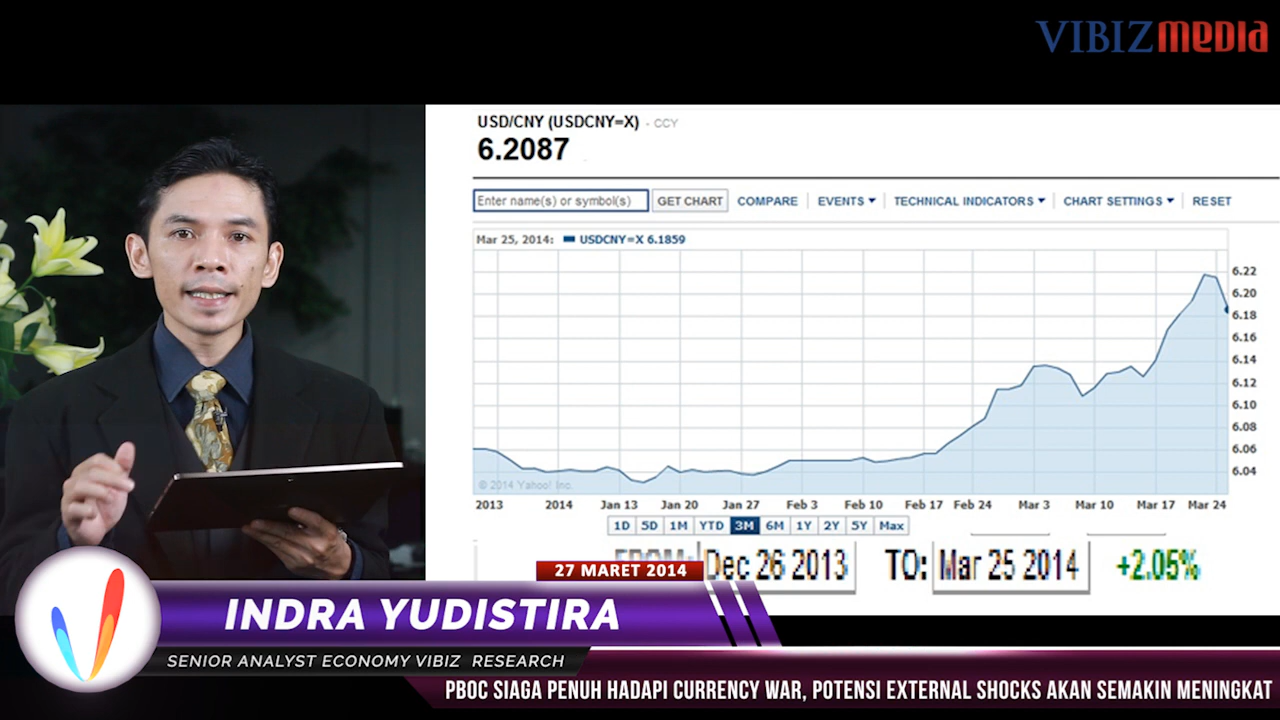 VIBIZMEDIA
USD/CNY (USDCNY=X) - CCY
6.2087
Enter name(s) or symbol(s) GET CHART COMPARE EVENTS TECHNICAL INDICATORS CHART SETTINGS RESET
Mar 25, 2014: USDCNY=X 6.1859
6.22
6.20
6.18
6.16
6.14
6.12
6.10
6.08
6.06
6.04
© 2014 Yahoo! Inc.
2013 2014 Jan 13 Jan 20 Jan 27 Feb 3 Feb 10 Feb 17 Feb 24 Mar 3 Mar 10 Mar 17 Mar 24
1D 5D 1M YTD 3M 6M 1Y 2Y 5Y Max
FROM: Dec 26 2013 TO: Mar 25 2014 +2.05%
27 MARET 2014
INDRA YUDISTIRA
SENIOR ANALYST ECONOMY VIBIZ RESEARCH
PBOC SIAGA PENUH HADAPI CURRENCY WAR, POTENSI EXTERNAL SHOCKS AKAN SEMAKIN MENINGKAT